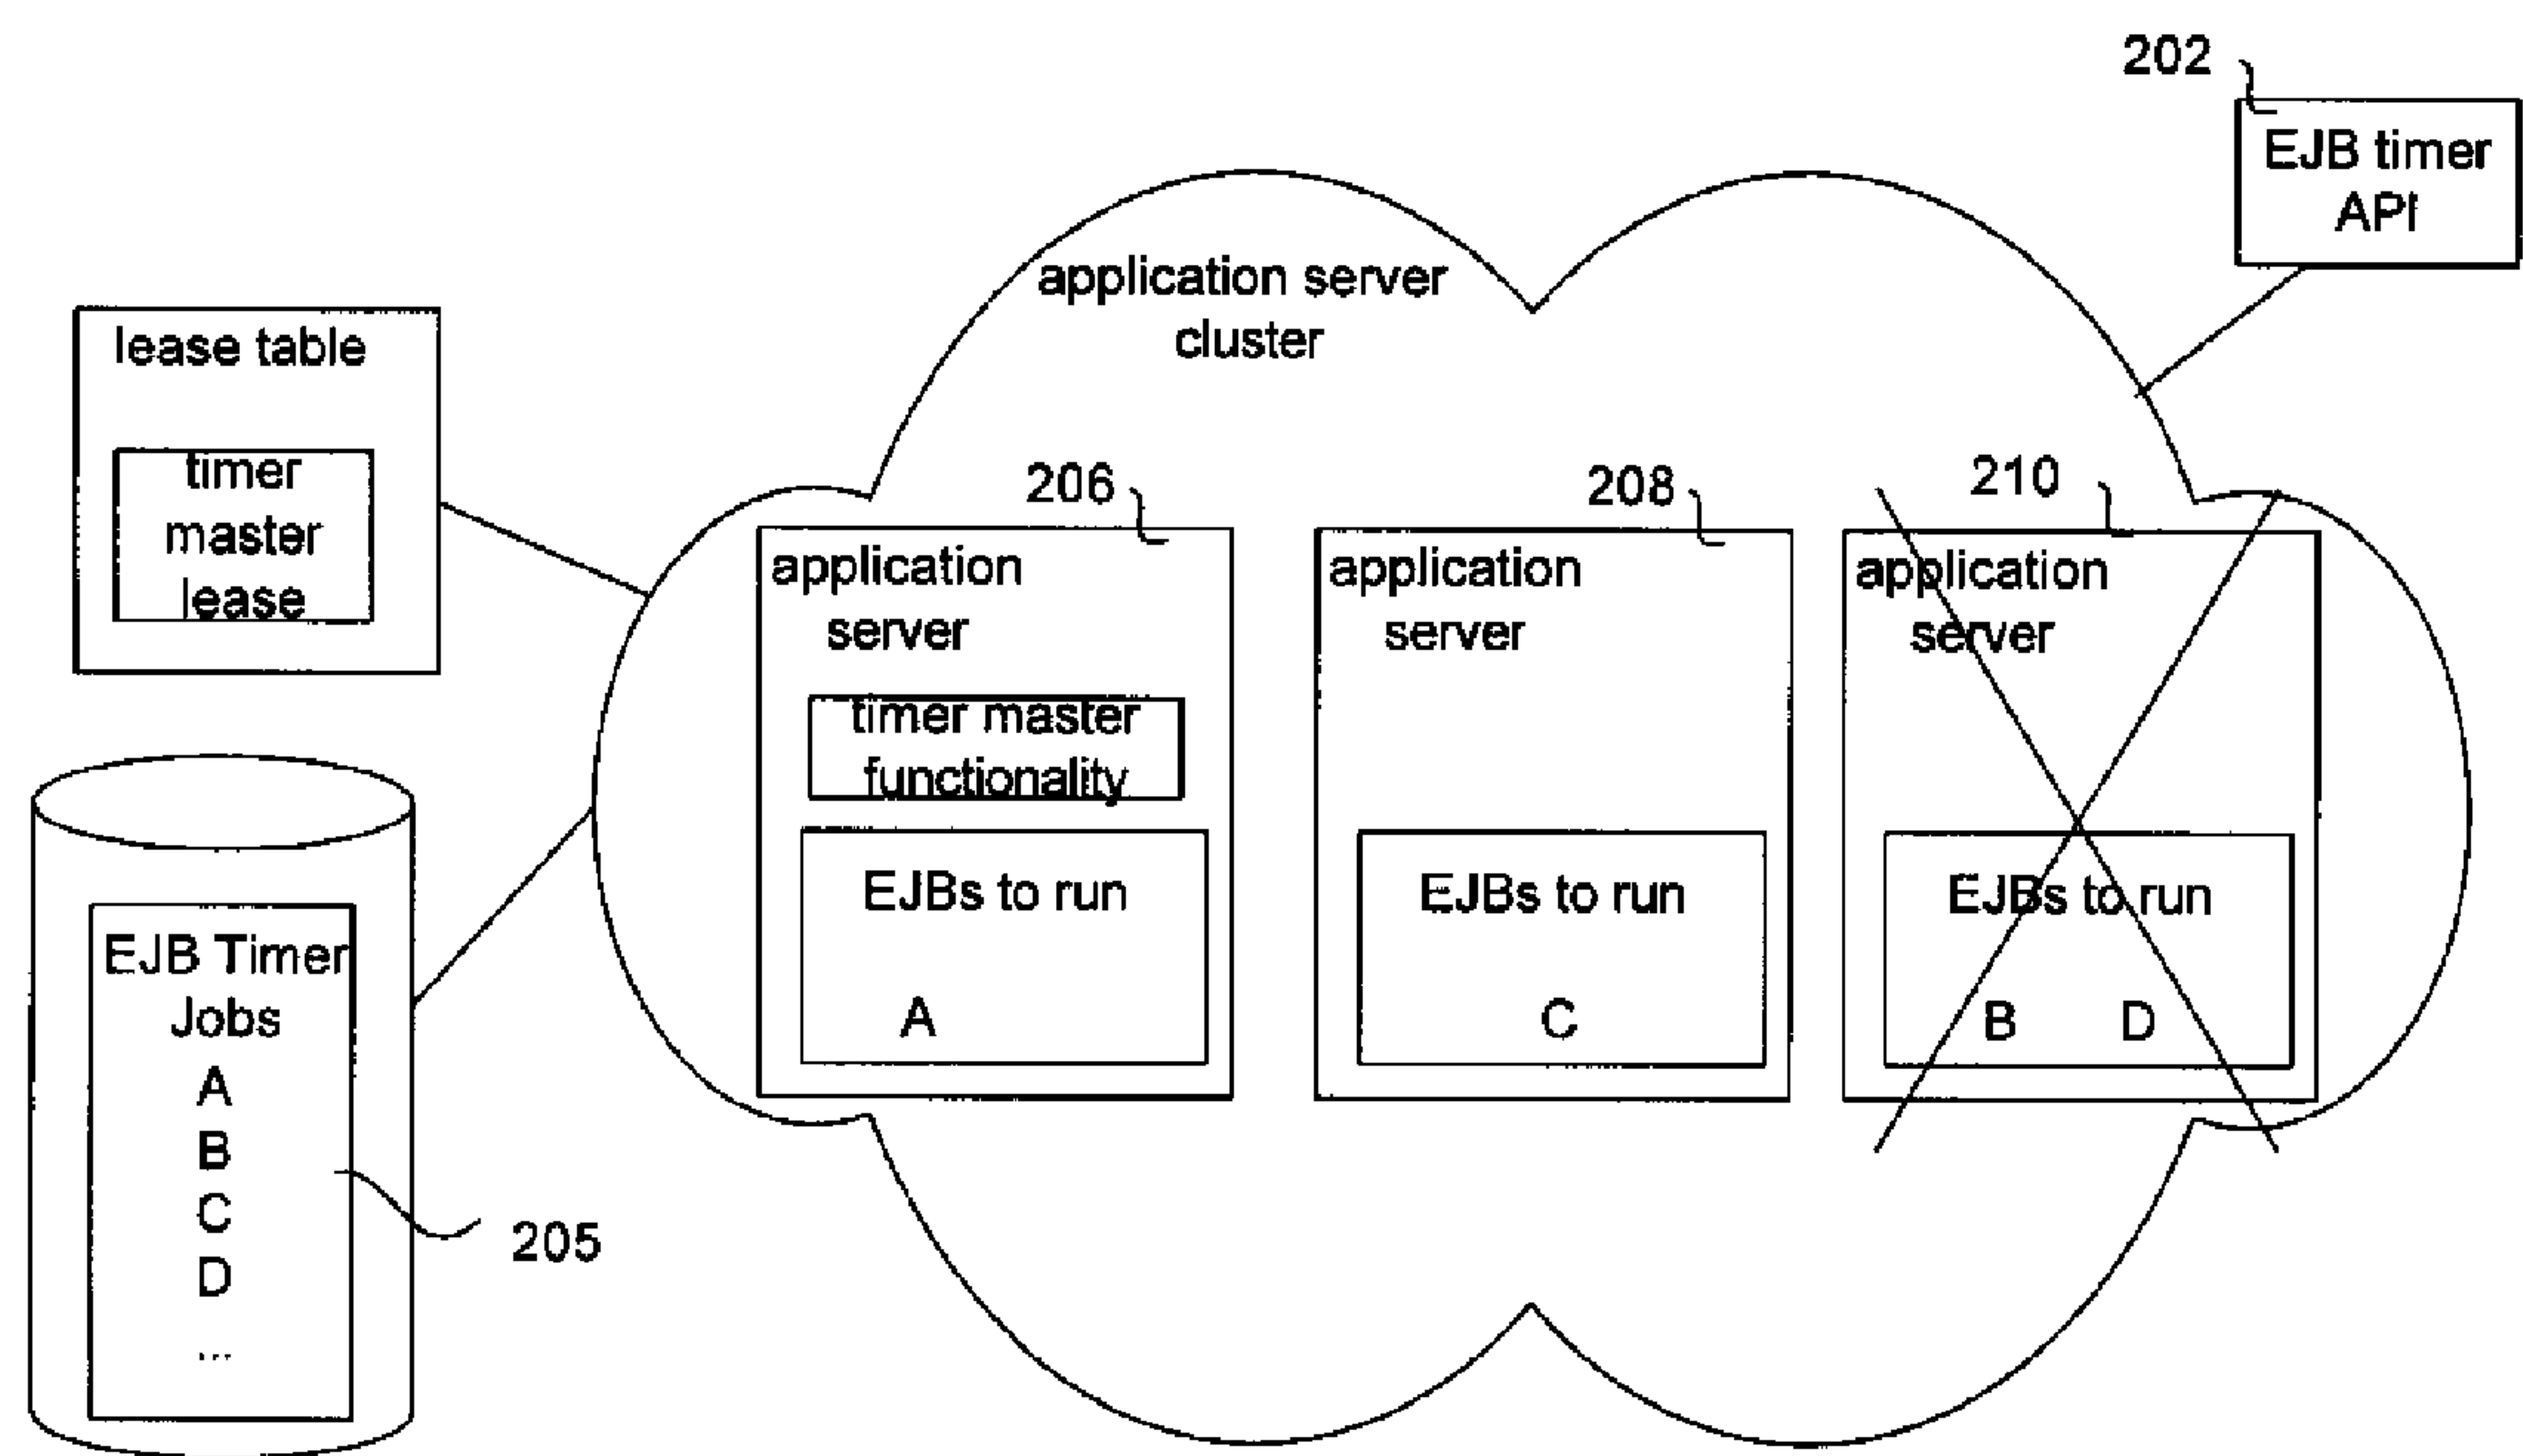 202
EJB timer
API
application server
cluster
lease table
timer
master
lease
206
208
210
application
server
timer master
functionality
EJBs to run
A
application
server
EJBs to run
C
application
server
EJBs to run
B D
EJB Timer
Jobs
A
B
C
D
...
205